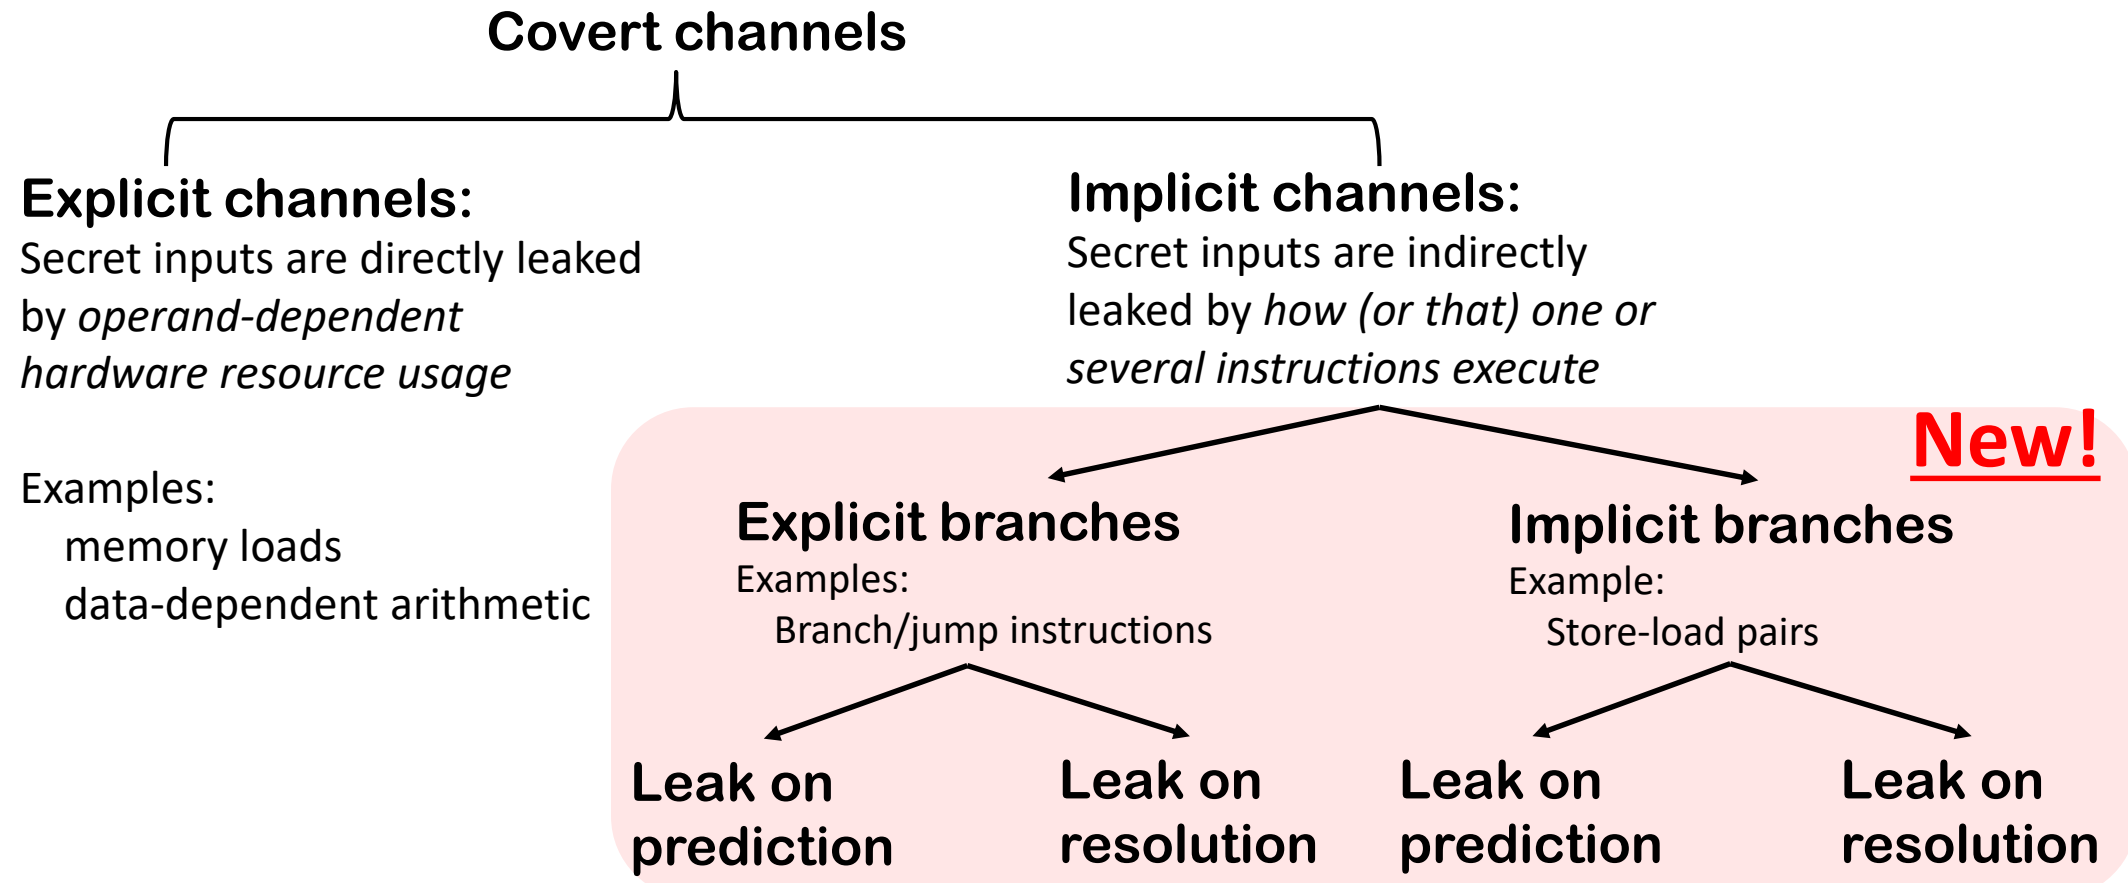 Covert channels
Explicit channels:
Secret inputs are directly leaked
by operand-dependent
hardware resource usage
Examples:
memory loads
data-dependent arithmetic
Implicit channels:
Secret inputs are indirectly
leaked by how (or that) one or
several instructions execute
New!
Explicit branches
Examples:
Branch/jump instructions
Implicit branches
Example:
Store-load pairs
Leak on
prediction
Leak on
resolution
Leak on
prediction
Leak on
resolution